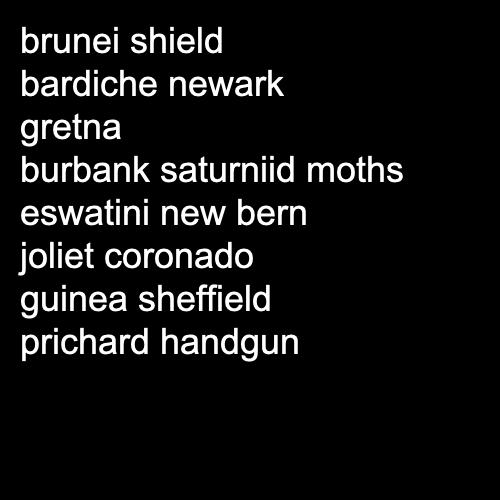 brunei shield
bardiche newark
gretna
burbank saturniid moths
eswatini new bern
joliet coronado
guinea sheffield
prichard handgun